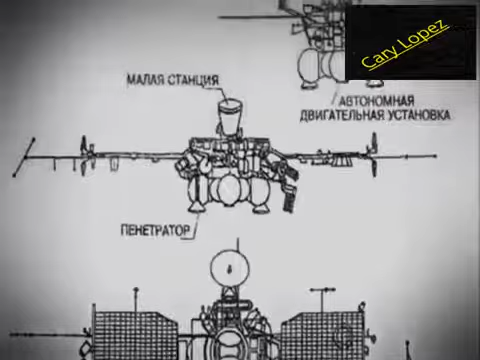 Cary Lopez
МАЛАЯ СТАНЦИЯ
АВТОНОМНАЯ
ДВИГАТЕЛЬНАЯ УСТАНОВКА
ПЕНЕТРАТОР